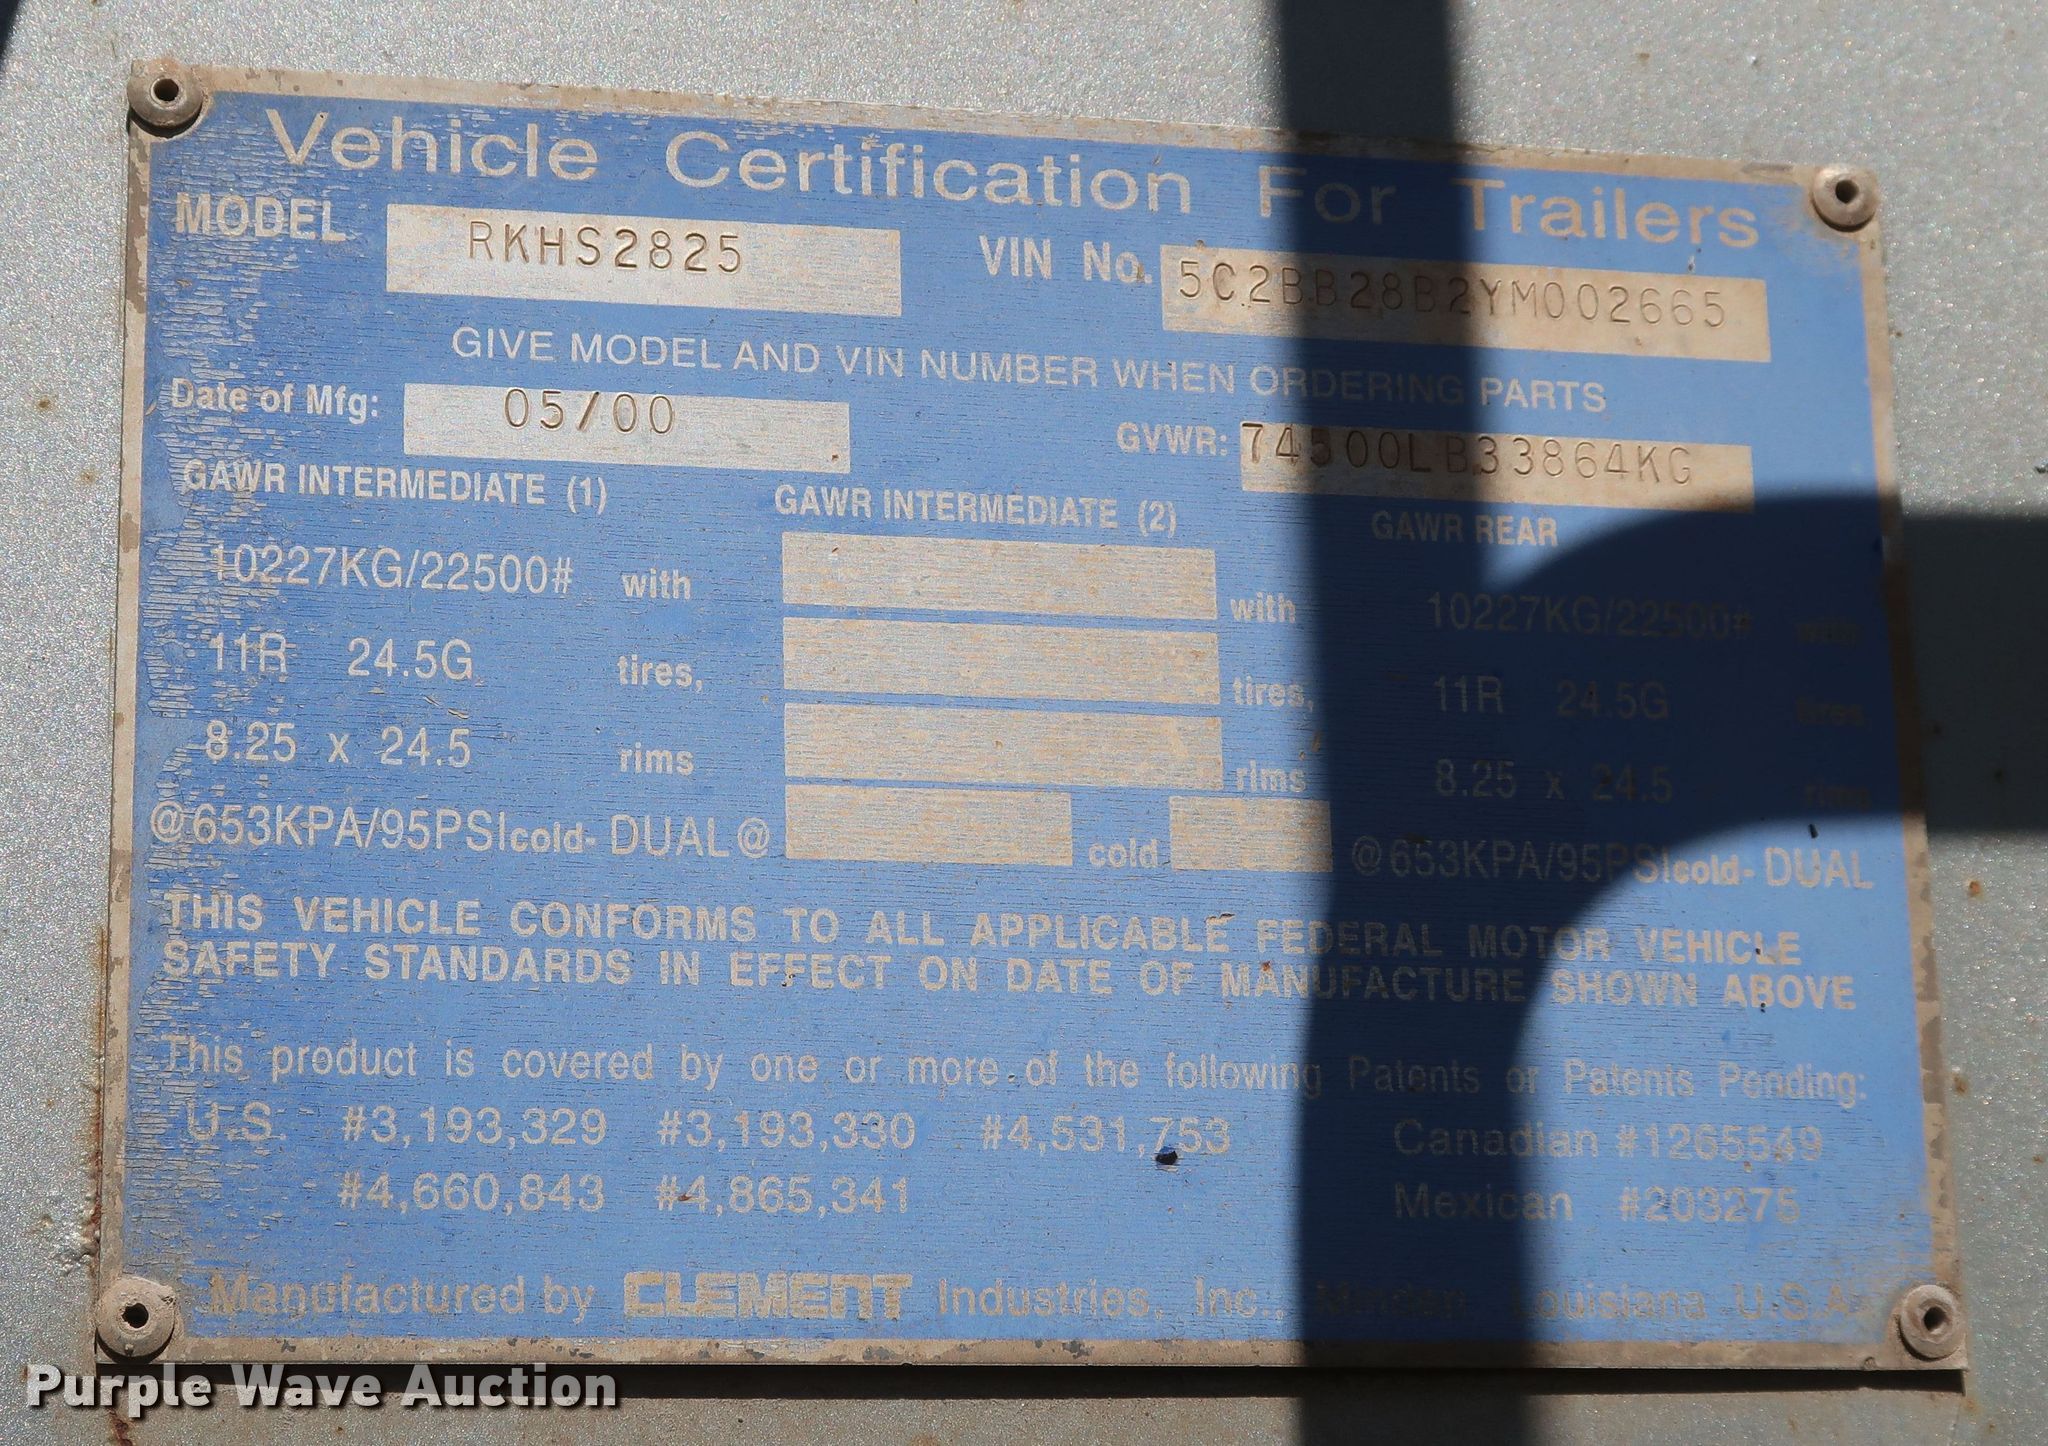 Vehicle Certification For Trailers
MODEL RKHS2825 VIN No. 5C2BB28B2YM002665
GIVE MODEL AND VIN NUMBER WHEN ORDERING PARTS
Date of Mfg: 05/00 GVWR: 74500LB33864KG
GAWR INTERMEDIATE (1) GAWR INTERMEDIATE (2) GAWR REAR
10227KG/22500# with with 10227KG/22500# with
11R 24.5G tires, tires, 11R 24.5G tires,
8.25 x 24.5 rims rims 8.25 x 24.5 rims
@653KPA/95PSIcold- DUAL@ cold @653KPA/95PSIcold- DUAL
THIS VEHICLE CONFORMS TO ALL APPLICABLE FEDERAL MOTOR VEHICLE
SAFETY STANDARDS IN EFFECT ON DATE OF MANUFACTURE SHOWN ABOVE
This product is covered by one or more of the following Patents or Patents Pending:
U.S. #3,193,329 #3,193,330 #4,531,753 Canadian #1265549
#4,660,843 #4,865,341 Mexican #203275
Manufactured by CLEMENT Industries, Inc., Minden, Louisiana U.S.A.
Purple Wave Auction